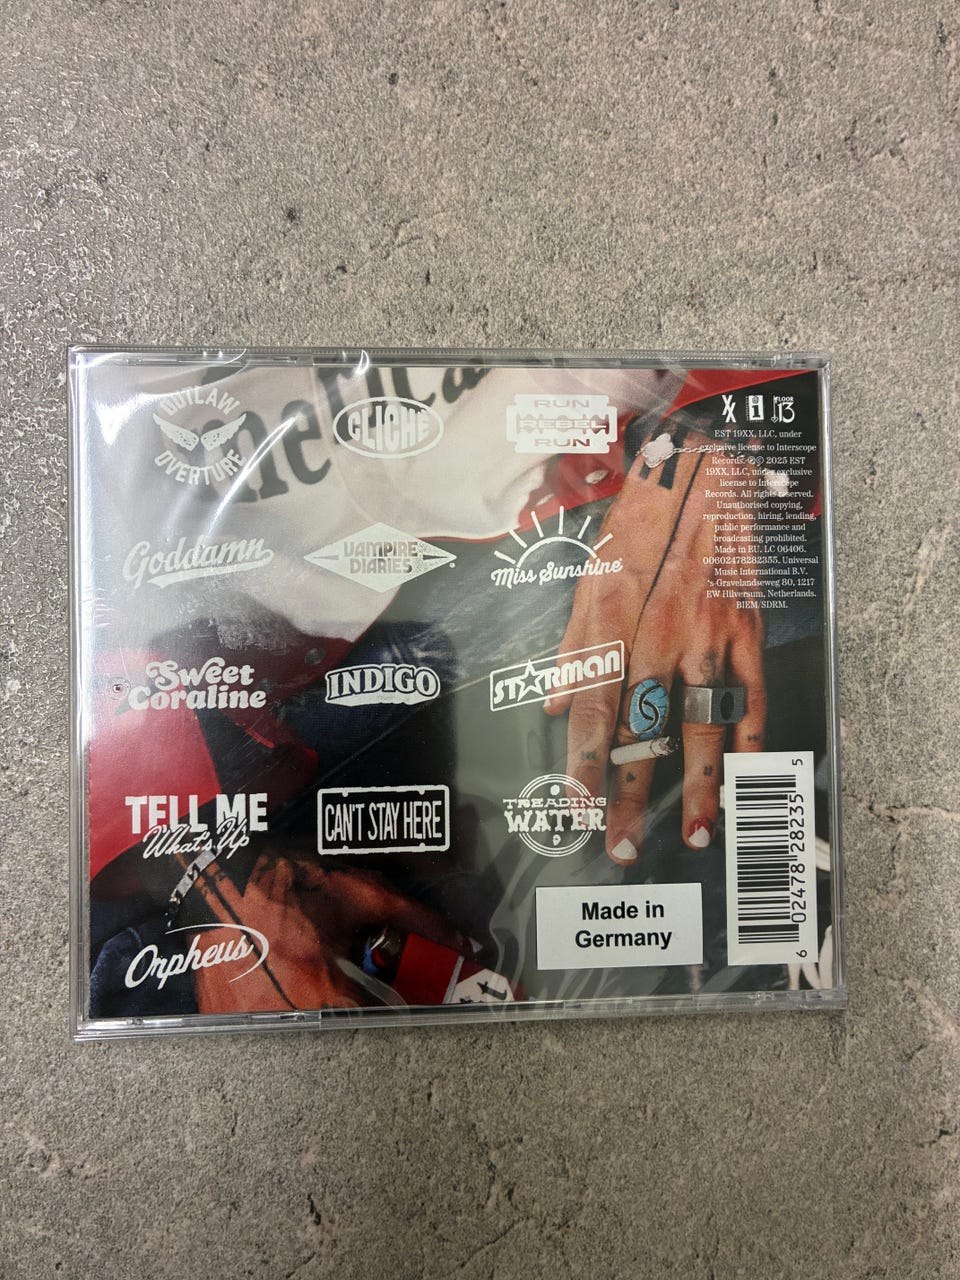 OUTLAW
OVERTURE
CLICHÉ
RUN
REBEL
RUN
Goddamn
VAMPIRE
DIARIES
Miss Sunshine
Sweet
Coraline
INDIGO
STARMAN
TELL ME
What's Up
CAN'T STAY HERE
TREADING
WATER
Orpheus
XX
i
FLOOR
13
EST 19XX, LLC, under
exclusive license to Interscope
Records. ℗© 2025 EST
19XX, LLC, under exclusive
license to Interscope
Records. All rights reserved.
Unauthorised copying,
reproduction, hiring, lending,
public performance and
broadcasting prohibited.
Made in EU. LC 06406.
00602478282355. Universal
Music International B.V.
's-Gravelandseweg 80, 1217
EW Hilversum, Netherlands.
BIEM/SDRM.
Made in
Germany
6 02478 28235 5